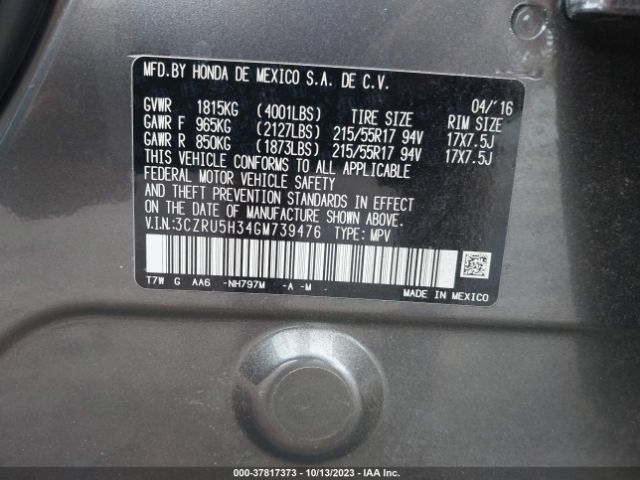 MFD.BY HONDA DE MEXICO S.A. DE C.V.
04/'16
GVWR 1815KG (4001LBS) TIRE SIZE RIM SIZE
GAWR F 965KG (2127LBS) 215/55R17 94V 17X7.5J
GAWR R 850KG (1873LBS) 215/55R17 94V 17X7.5J
THIS VEHICLE CONFORMS TO ALL APPLICABLE
FEDERAL MOTOR VEHICLE SAFETY
AND THEFT PREVENTION STANDARDS IN EFFECT
ON THE DATE OF MANUFACTURE SHOWN ABOVE.
V.I.N:3CZRU5H34GM739476 TYPE: MPV
T7W G AA6 -NH797M -A -M -
MADE IN MEXICO
000-37817373 - 10/13/2023 - IAA Inc.